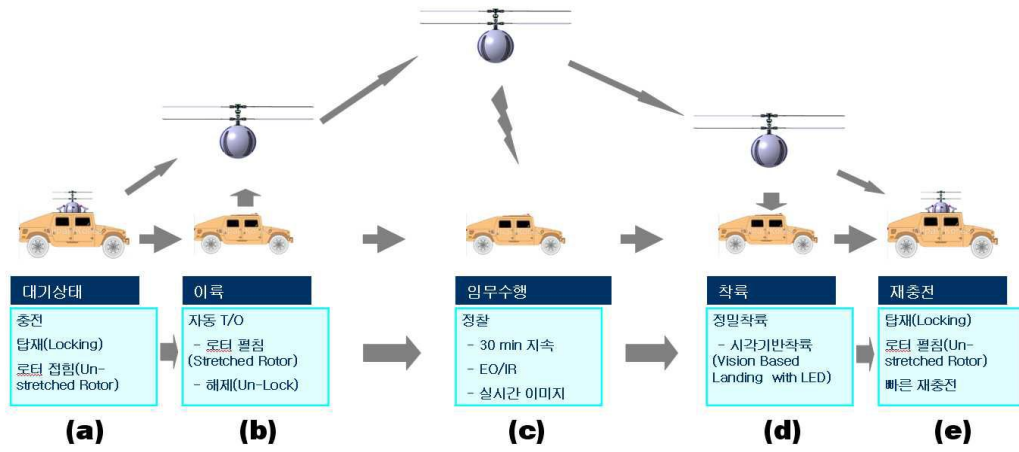 대기상태
충전
탑재(Locking)
로터 접힘(Un-
stretched Rotor)
(a)
이륙
자동 T/O
- 로터 펼침
(Stretched Rotor)
- 해제(Un-Lock)
(b)
임무수행
정찰
- 30 min 지속
- EO/IR
- 실시간 이미지
(c)
착륙
정밀착륙
- 시각기반착륙
(Vision Based
Landing with LED)
(d)
재충전
탑재(Locking)
로터 펼침(Un-
stretched Rotor)
빠른 재충전
(e)